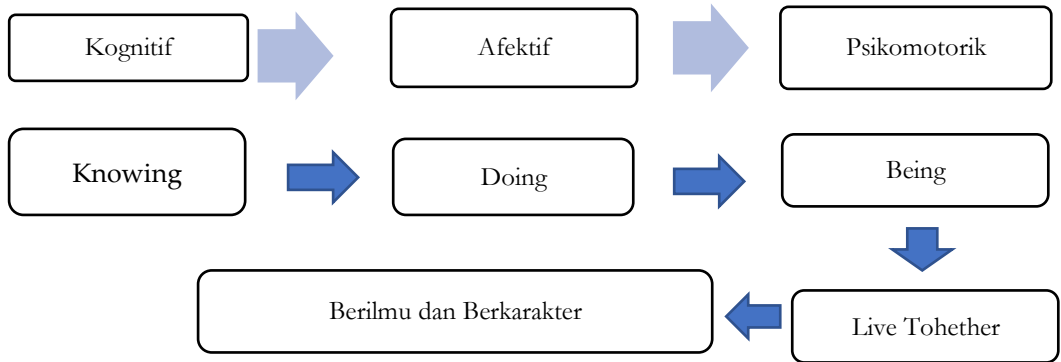 Kognitif
Afektif
Psikomotorik
Knowing
Doing
Being
Berilmu dan Berkarakter
Live Tohether